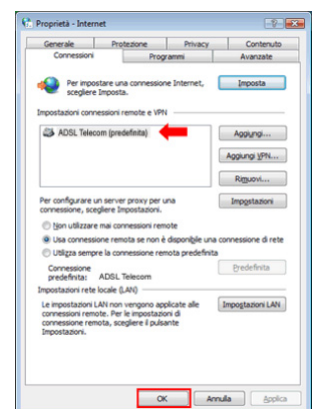 Proprietà - Internet
Generale Protezione Privacy Contenuto
Connessioni Programmi Avanzate
Per impostare una connessione Internet,
scegliere Imposta.
Imposta
Impostazioni connessioni remote e VPN
ADSL Telecom (predefinita)
Aggiungi...
Aggiungi VPN...
Rimuovi...
Per configurare un server proxy per una
connessione, scegliere Impostazioni.
Impostazioni
Non utilizzare mai connessioni remote
Usa connessione remota se non è disponibile una connessione di rete
Utilizza sempre la connessione remota predefinita
Connessione
predefinita: ADSL Telecom
Predefinita
Impostazioni rete locale (LAN)
Le impostazioni LAN non vengono applicate alle
connessioni remote. Per le impostazioni di
connessione remota, scegliere il pulsante
Impostazioni.
Impostazioni LAN
OK Annulla Applica